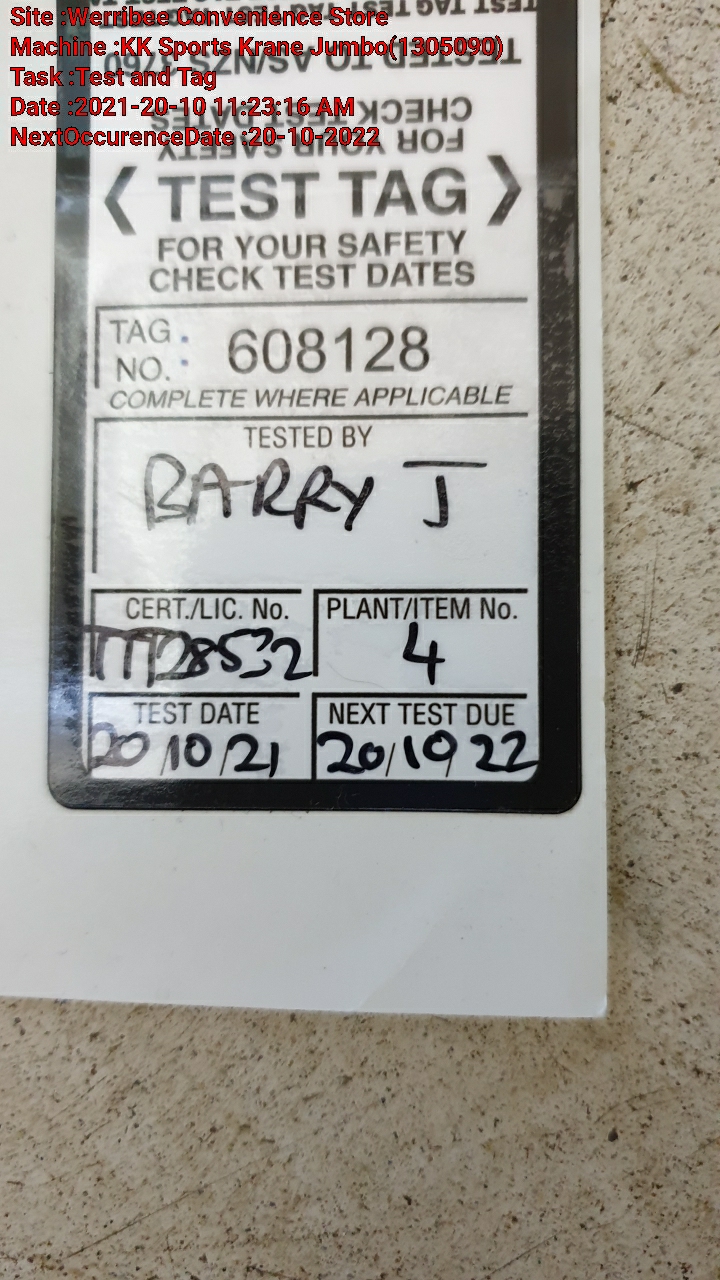 Site :Werribee Convenience Store
Machine :KK Sports Krane Jumbo(1305090)
Task :Test and Tag
Date :2021-20-10 11:23:16 AM
NextOccurenceDate :20-10-2022
TESTED TO AS/NZS 3760
CHECK TEST DATES
FOR YOUR SAFETY
TEST TAG
FOR YOUR SAFETY
CHECK TEST DATES
TAG NO. : 608128
COMPLETE WHERE APPLICABLE
TESTED BY
BARRY J
CERT./LIC. No. PLANT/ITEM No.
TTT28532 4
TEST DATE NEXT TEST DUE
20/10/21 20/10/22